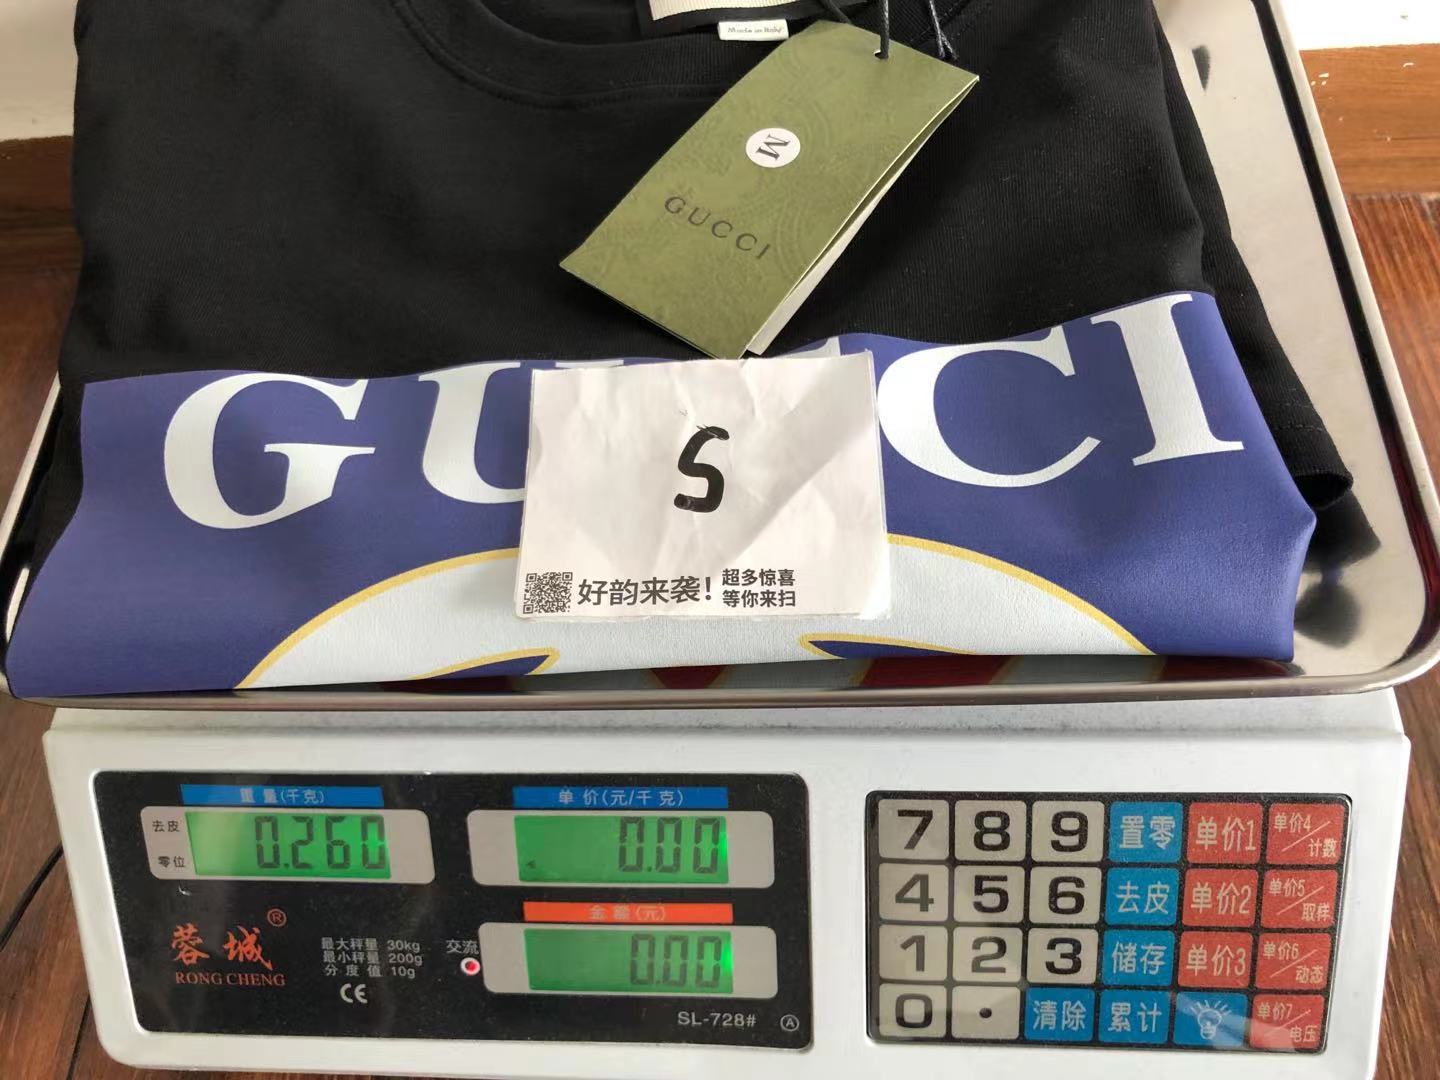 Made in Italy
M
GUCCI
GU CCI
S
好韵来袭！
超多惊喜
等你来扫
重量(千克)
去皮
零位
0.260
单价(元/千克)
0.00
金额(元)
0.00
蓉城®
RONG CHENG
最大秤量 30kg
最小秤量 200g
分度值 10g
CE
交流
SL-728#
A
7 8 9 置零 单价1 单价4/计数
4 5 6 去皮 单价2 单价5/取样
1 2 3 储存 单价3 单价6/动态
0 · 清除 累计 单价7/电压